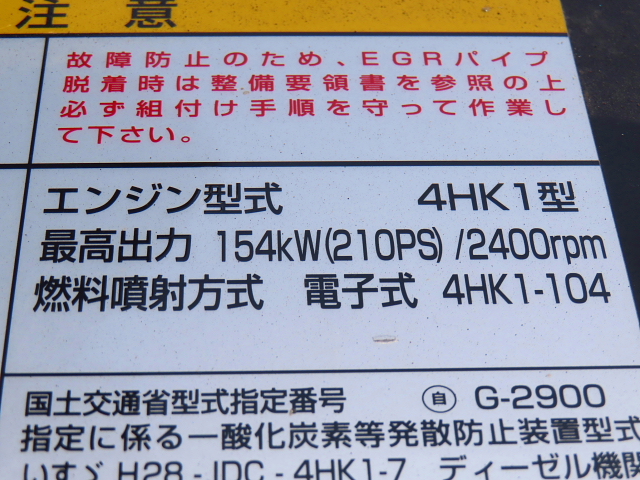 注意
故障防止のため、EGRパイプ
脱着時は整備要領書を参照の上
必ず組付け手順を守って作業し
て下さい。
エンジン型式 4HK1型
最高出力 154kW(210PS)/2400rpm
燃料噴射方式 電子式 4HK1-104
国土交通省型式指定番号 自 G-2900
指定に係る一酸化炭素等発散防止装置型式
いすゞ H28-JDC-4HK1-7 ディーゼル機関